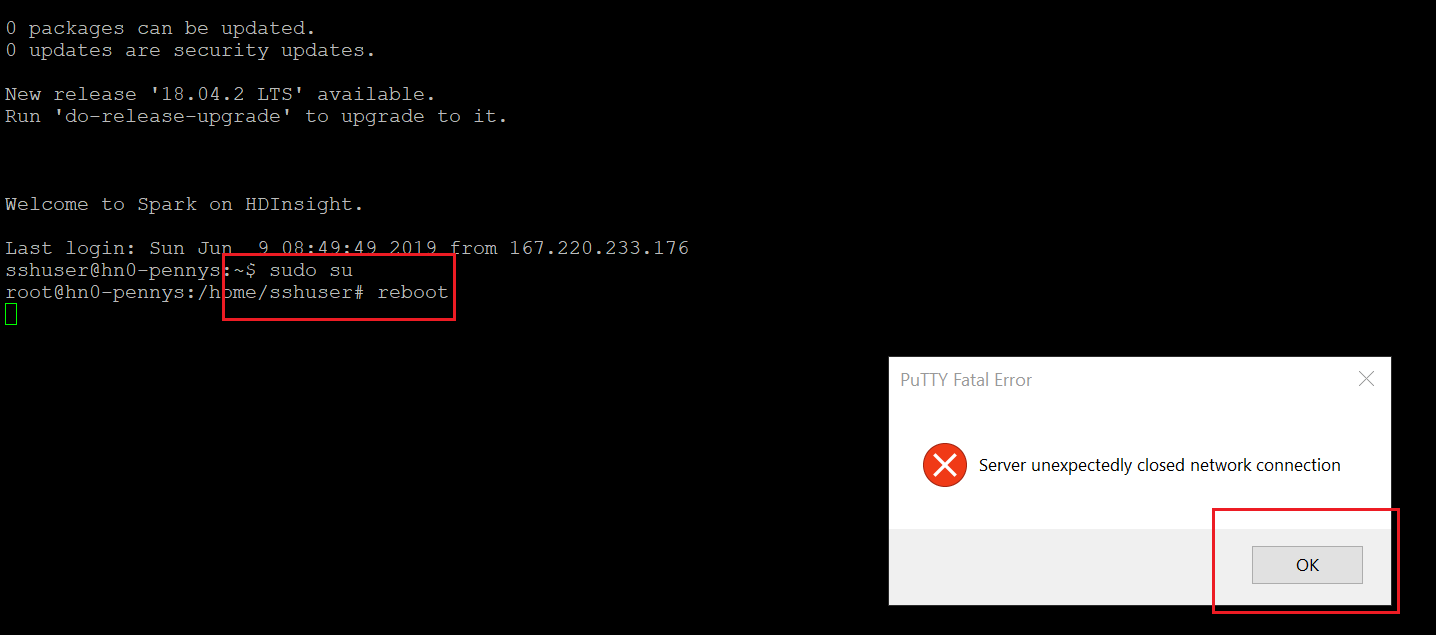 0 packages can be updated.
0 updates are security updates.
New release '18.04.2 LTS' available.
Run 'do-release-upgrade' to upgrade to it.
Welcome to Spark on HDInsight.
Last login: Sun Jun  9 08:49:49 2019 from 167.220.233.176
sshuser@hn0-pennys:~$ sudo su
root@hn0-pennys:/home/sshuser# reboot
PuTTY Fatal Error
Server unexpectedly closed network connection
OK